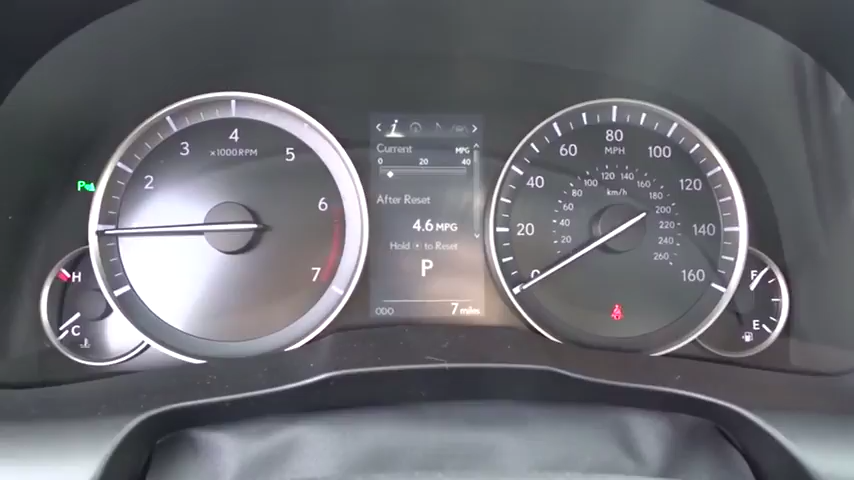 4
3
5
×1000RPM
2
6
7
P
H
C
i
Current MPG
0 20 40
After Reset
4.6 MPG
Hold to Reset
P
ODO 7 miles
80
MPH
60
100
40
120
20
140
0
160
120 140
100
160
80
km/h
180
60
200
40
220
20
240
260
F
E